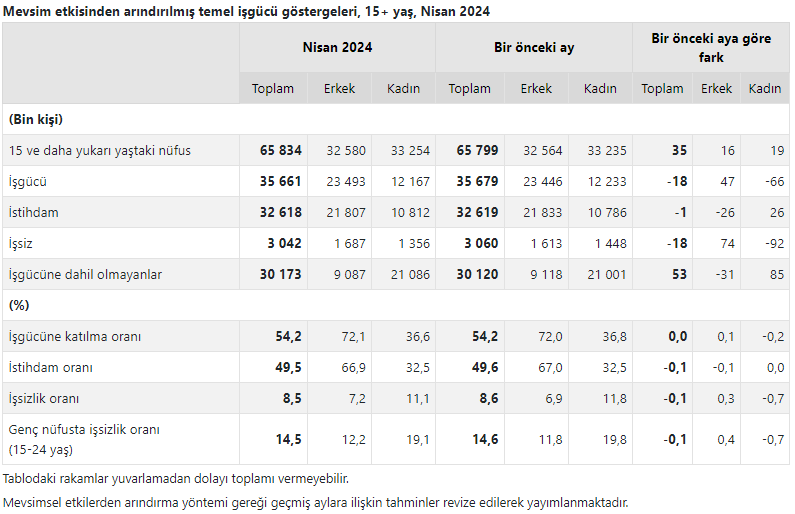 Mevsim etkisinden arındırılmış temel işgücü göstergeleri, 15+ yaş, Nisan 2024
Nisan 2024 Bir önceki ay Bir önceki aya göre
fark
Toplam Erkek Kadın Toplam Erkek Kadın Toplam Erkek Kadın
(Bin kişi)
15 ve daha yukarı yaştaki nüfus 65 834 32 580 33 254 65 799 32 564 33 235 35 16 19
İşgücü 35 661 23 493 12 167 35 679 23 446 12 233 -18 47 -66
İstihdam 32 618 21 807 10 812 32 619 21 833 10 786 -1 -26 26
İşsiz 3 042 1 687 1 356 3 060 1 613 1 448 -18 74 -92
İşgücüne dahil olmayanlar 30 173 9 087 21 086 30 120 9 118 21 001 53 -31 85
(%)
İşgücüne katılma oranı 54,2 72,1 36,6 54,2 72,0 36,8 0,0 0,1 -0,2
İstihdam oranı 49,5 66,9 32,5 49,6 67,0 32,5 -0,1 -0,1 0,0
İşsizlik oranı 8,5 7,2 11,1 8,6 6,9 11,8 -0,1 0,3 -0,7
Genç nüfusta işsizlik oranı
(15-24 yaş) 14,5 12,2 19,1 14,6 11,8 19,8 -0,1 0,4 -0,7
Tablodaki rakamlar yuvarlamadan dolayı toplamı vermeyebilir.
Mevsimsel etkilerden arındırma yöntemi gereği geçmiş aylara ilişkin tahminler revize edilerek yayımlanmaktadır.